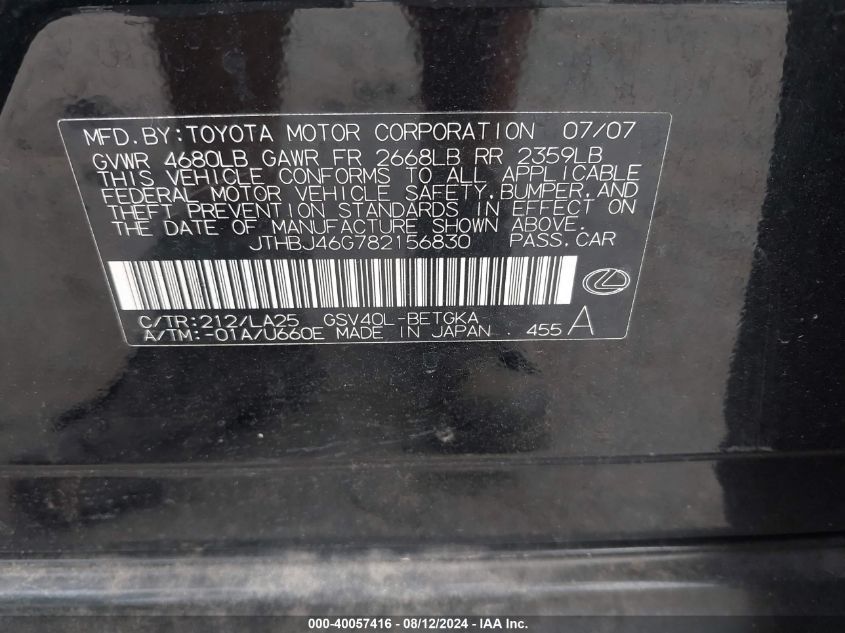 MFD.BY:TOYOTA MOTOR CORPORATION 07/07
GVWR 4680LB GAWR FR 2668LB RR 2359LB
THIS VEHICLE CONFORMS TO ALL APPLICABLE
FEDERAL MOTOR VEHICLE SAFETY,BUMPER,AND
THEFT PREVENTION STANDARDS IN EFFECT ON
THE DATE OF MANUFACTURE SHOWN ABOVE.
JTHBJ46G782156830 PASS.CAR
C/TR:212/LA25 GSV40L-BETGKA
A/TM:-01A/U660E MADE IN JAPAN . 455 A
000-40057416 - 08/12/2024 - IAA Inc.